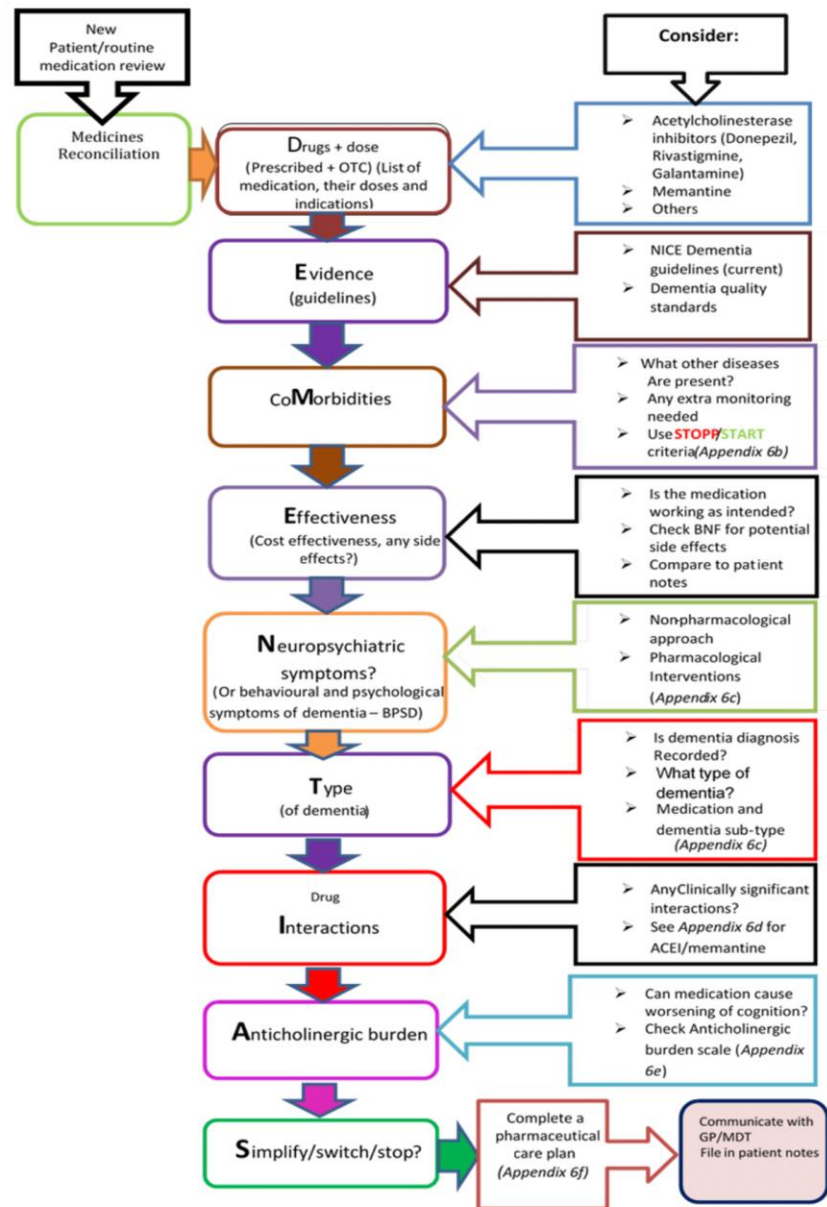 New
Patient/routine
medication review
Consider:
Medicines
Reconciliation
Drugs + dose
(Prescribed + OTC) (List of
medication, their doses and
indications)
➢ Acetylcholinesterase
inhibitors (Donepezil,
Rivastigmine,
Galantamine)
➢ Memantine
➢ Others
Evidence
(guidelines)
➢ NICE Dementia
guidelines (current)
➢ Dementia quality
standards
CoMorbidities
➢ What other diseases
Are present?
➢ Any extra monitoring
needed
➢ Use STOPP/START
criteria(Appendix 6b)
Effectiveness
(Cost effectiveness, any side
effects?)
➢ Is the medication
working as intended?
➢ Check BNF for potential
side effects
➢ Compare to patient
notes
Neuropsychiatric
symptoms?
(Or behavioural and psychological
symptoms of dementia – BPSD)
➢ Non-pharmacological
approach
➢ Pharmacological
Interventions
(Appendix 6c)
Type
(of dementia)
➢ Is dementia diagnosis
Recorded?
➢ What type of
dementia?
➢ Medication and
dementia sub-type
(Appendix 6c)
Drug
Interactions
➢ AnyClinically significant
interactions?
➢ See Appendix 6d for
ACEI/memantine
Anticholinergic burden
➢ Can medication cause
worsening of cognition?
➢ Check Anticholinergic
burden scale (Appendix
6e)
Simplify/switch/stop?
Complete a
pharmaceutical
care plan
(Appendix 6f)
Communicate with
GP/MDT
File in patient notes